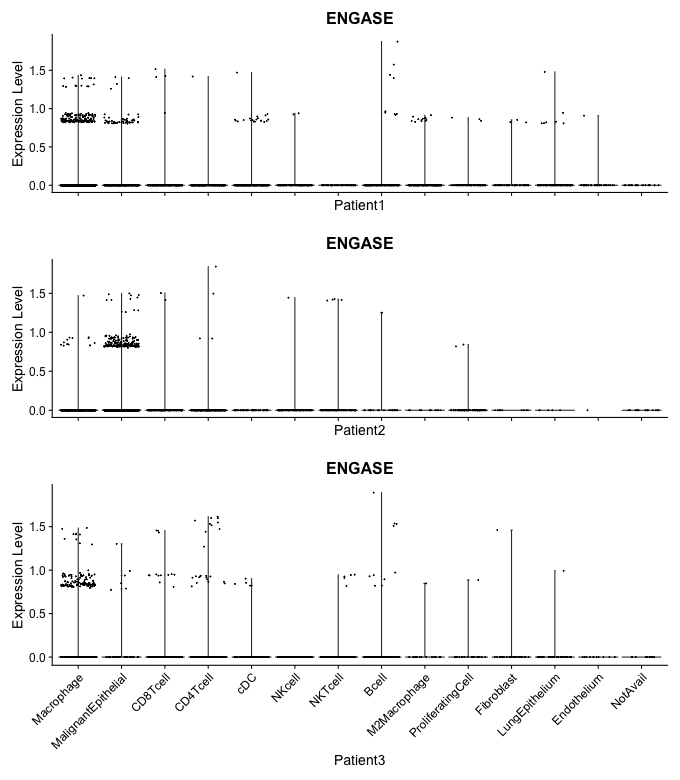 ENGASE
Expression Level
1.5
1.0
0.5
0.0
Patient1
ENGASE
Expression Level
1.5
1.0
0.5
0.0
Patient2
ENGASE
Expression Level
1.5
1.0
0.5
0.0
Macrophage
MalignantEpithelial
CD8Tcell
CD4Tcell
cDC
NKcell
NKTcell
Bcell
M2Macrophage
ProliferatingCell
Fibroblast
LungEpithelium
Endothelium
NotAvail
Patient3